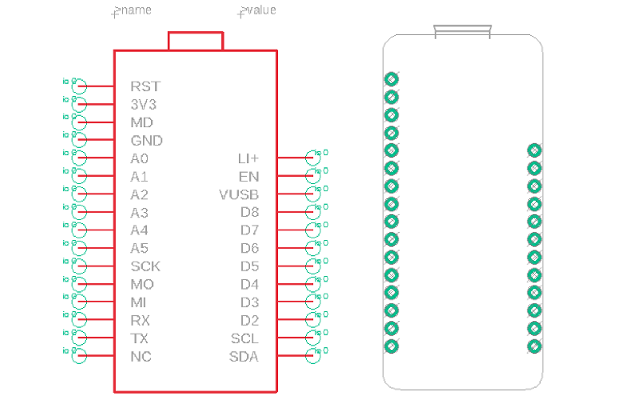 >name >value
RST
3V3
MD
GND
A0 LI+
A1 EN
A2 VUSB
A3 D8
A4 D7
A5 D6
SCK D5
MO D4
MI D3
RX D2
TX SCL
NC SDA